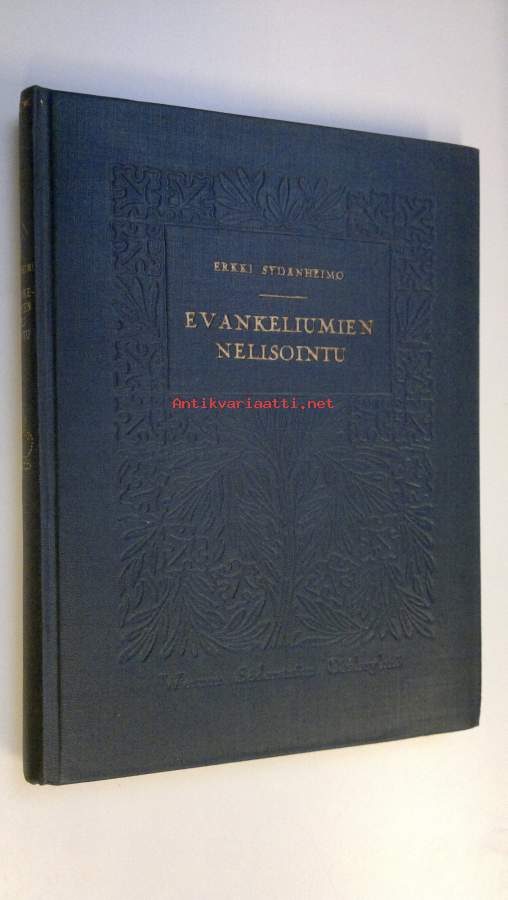 ERKKI SYDÄNHEIMO
EVANKELIUMIEN
NELISOINTU
Antikvariaatti.net